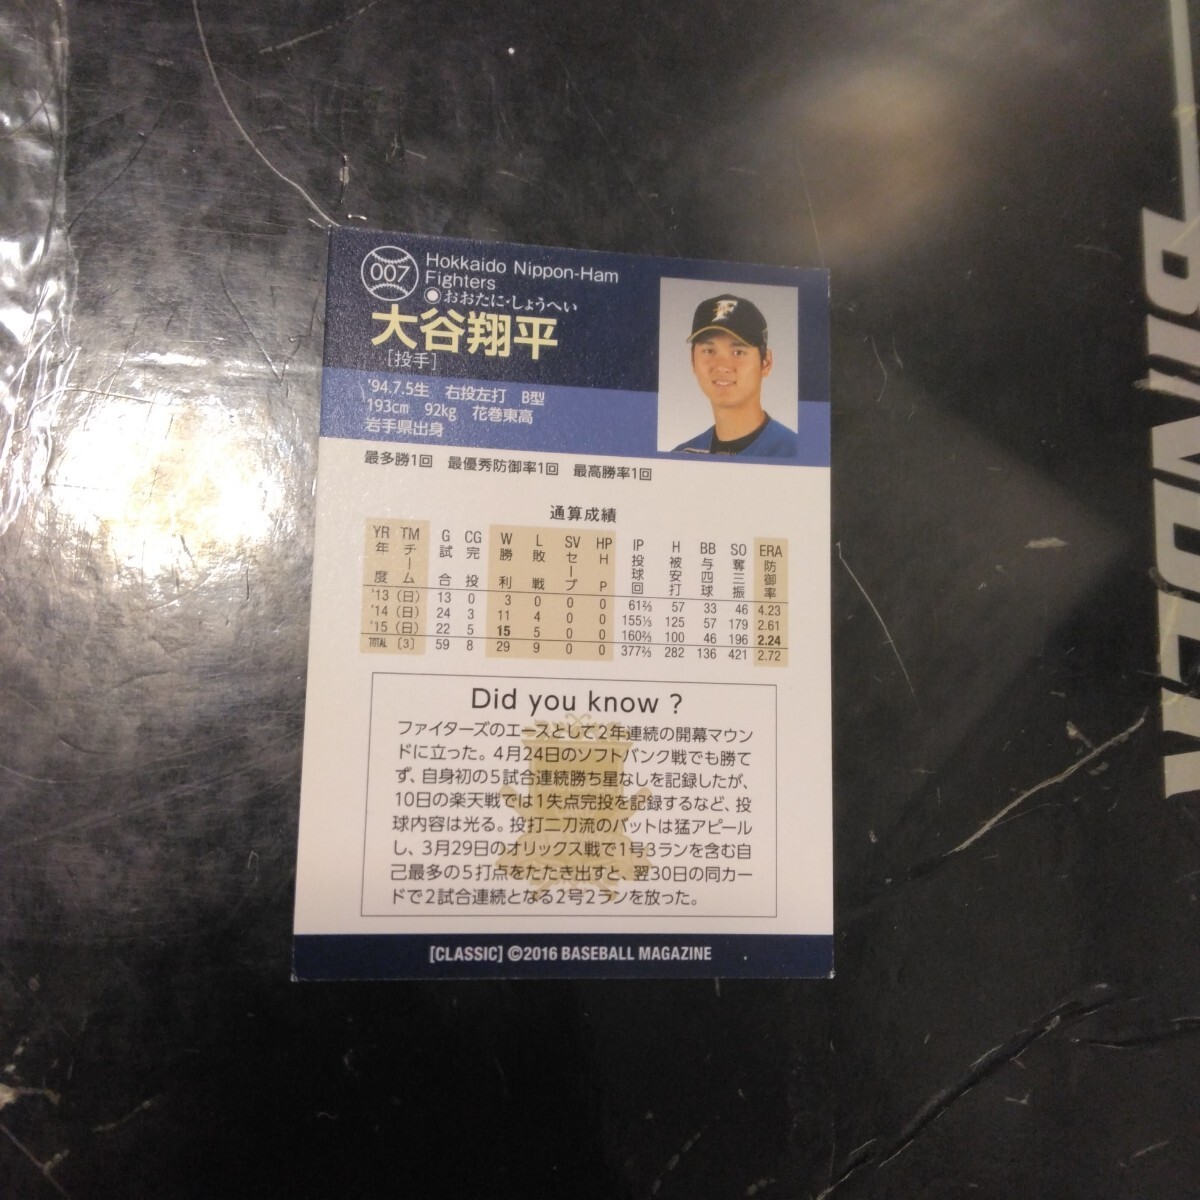 007
Hokkaido Nippon-Ham
Fighters
●おおたに・しょうへい
大谷翔平
[投手]
'94.7.5生 右投左打 B型
193cm 92kg 花巻東高
岩手県出身
最多勝1回 最優秀防御率1回 最高勝率1回
通算成績
YR TM G CG W L SV HP IP H BB SO ERA
年度 チーム 試合 完投 勝利 敗戦 セーブ HP 投球回 被安打 与四球 奪三振 防御率
'13 (日) 13 0 3 0 0 0 61⅔ 57 33 46 4.23
'14 (日) 24 3 11 4 0 0 155⅓ 125 57 179 2.61
'15 (日) 22 5 15 5 0 0 160⅔ 100 46 196 2.24
TOTAL [3] 59 8 29 9 0 0 377⅔ 282 136 421 2.72
Did you know ?
ファイターズのエースとして2年連続の開幕マウン
ドに立った。4月24日のソフトバンク戦でも勝て
ず、自身初の5試合連続勝ち星なしを記録したが、
10日の楽天戦では1失点完投を記録するなど、投
球内容は光る。投打二刀流のバットは猛アピール
し、3月29日のオリックス戦で1号3ランを含む自
己最多の5打点をたたき出すと、翌30日の同カー
ドで2試合連続となる2号2ランを放った。
[CLASSIC] ©2016 BASEBALL MAGAZINE
BINDER